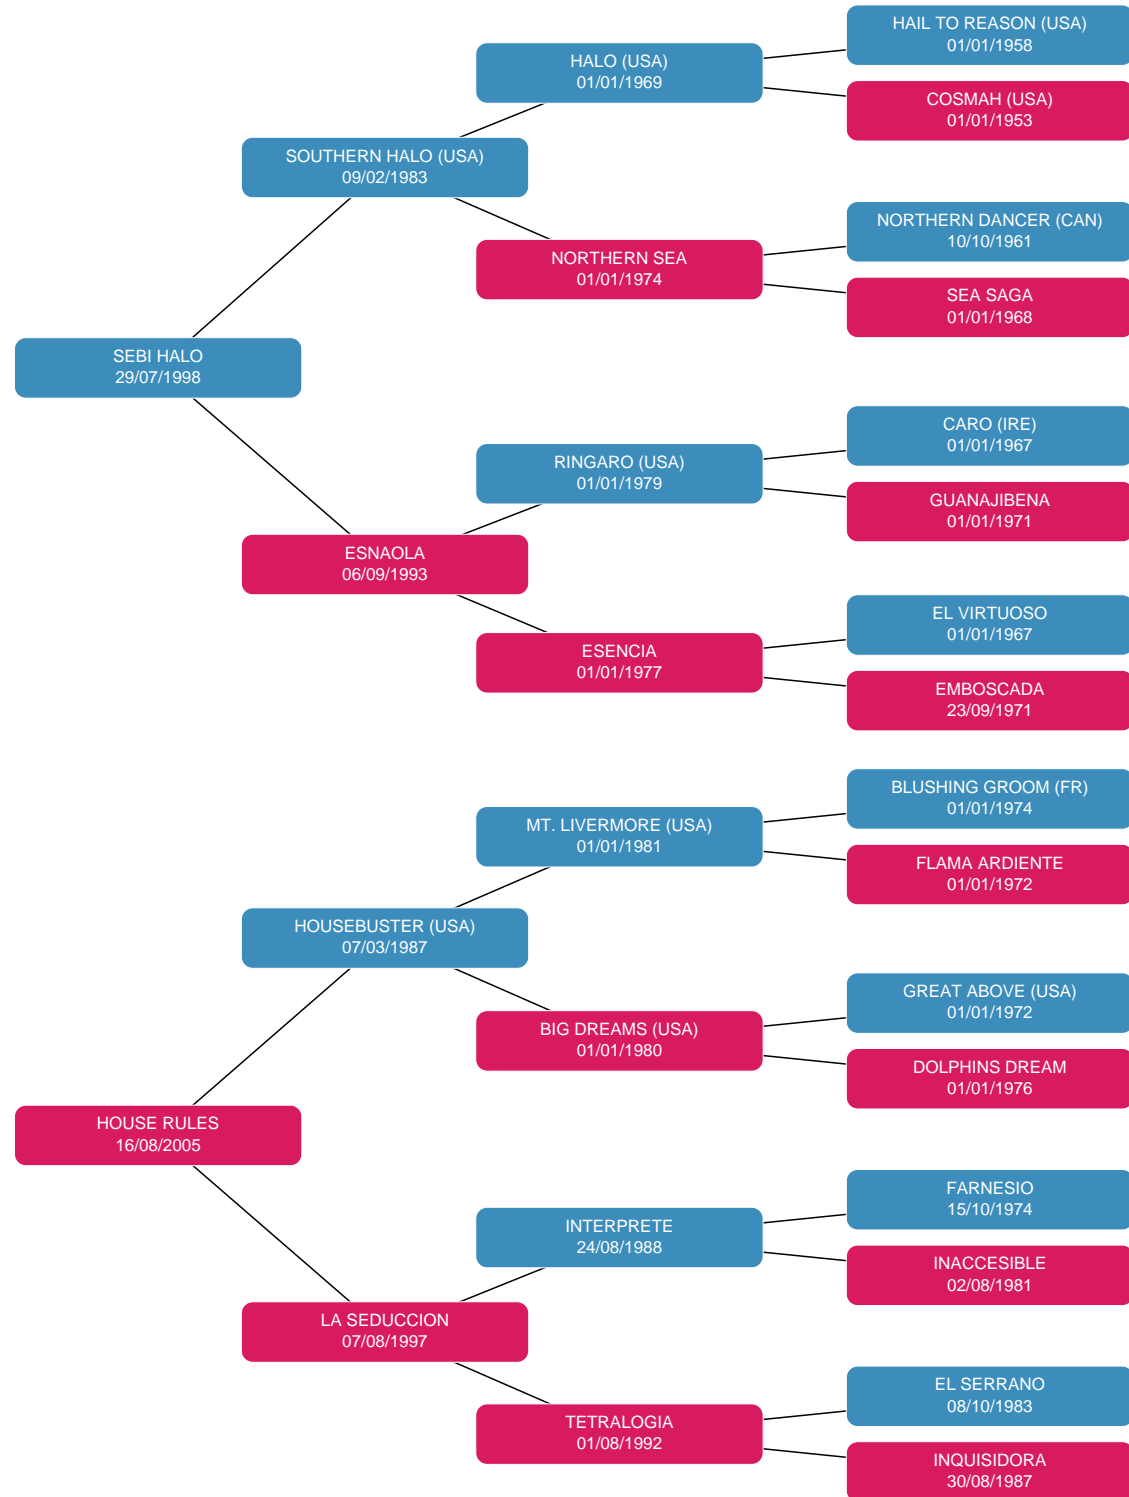 HAIL TO REASON (USA)
01/01/1958
HALO (USA)
01/01/1969
COSMAH (USA)
01/01/1953
SOUTHERN HALO (USA)
09/02/1983
NORTHERN DANCER (CAN)
10/10/1961
NORTHERN SEA
01/01/1974
SEA SAGA
01/01/1968
SEBI HALO
29/07/1998
CARO (IRE)
01/01/1967
RINGARO (USA)
01/01/1979
GUANAJIBENA
01/01/1971
ESNAOLA
06/09/1993
EL VIRTUOSO
01/01/1967
ESENCIA
01/01/1977
EMBOSCADA
23/09/1971
BLUSHING GROOM (FR)
01/01/1974
MT. LIVERMORE (USA)
01/01/1981
FLAMA ARDIENTE
01/01/1972
HOUSEBUSTER (USA)
07/03/1987
GREAT ABOVE (USA)
01/01/1972
BIG DREAMS (USA)
01/01/1980
DOLPHINS DREAM
01/01/1976
HOUSE RULES
16/08/2005
FARNESIO
15/10/1974
INTERPRETE
24/08/1988
INACCESIBLE
02/08/1981
LA SEDUCCION
07/08/1997
EL SERRANO
08/10/1983
TETRALOGIA
01/08/1992
INQUISIDORA
30/08/1987